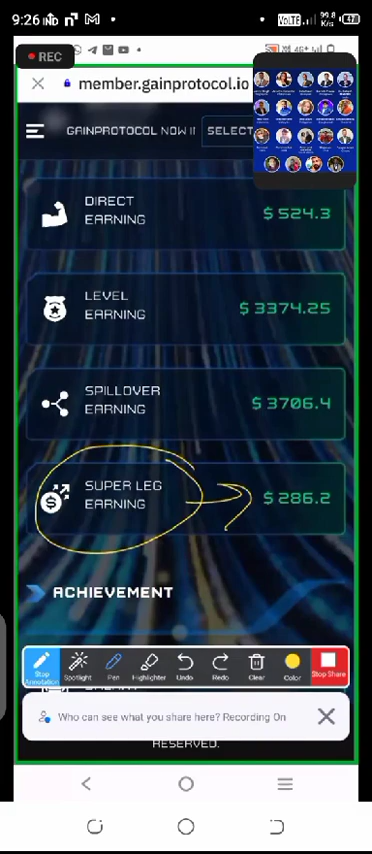 9:26
REC
member.gainprotocol.io
GAINPROTOCOL NOW I
SELECT
DIRECT
EARNING
$ 524.3
LEVEL
EARNING
$ 3374.25
SPILLOVER
EARNING
$ 3706.4
SUPER LEG
EARNING
$ 286.2
ACHIEVEMENT
Stop Annotation
Spotlight
Pen
Highlighter
Undo
Redo
Clear
Color
Stop Share
Who can see what you share here? Recording On
RESERVED.